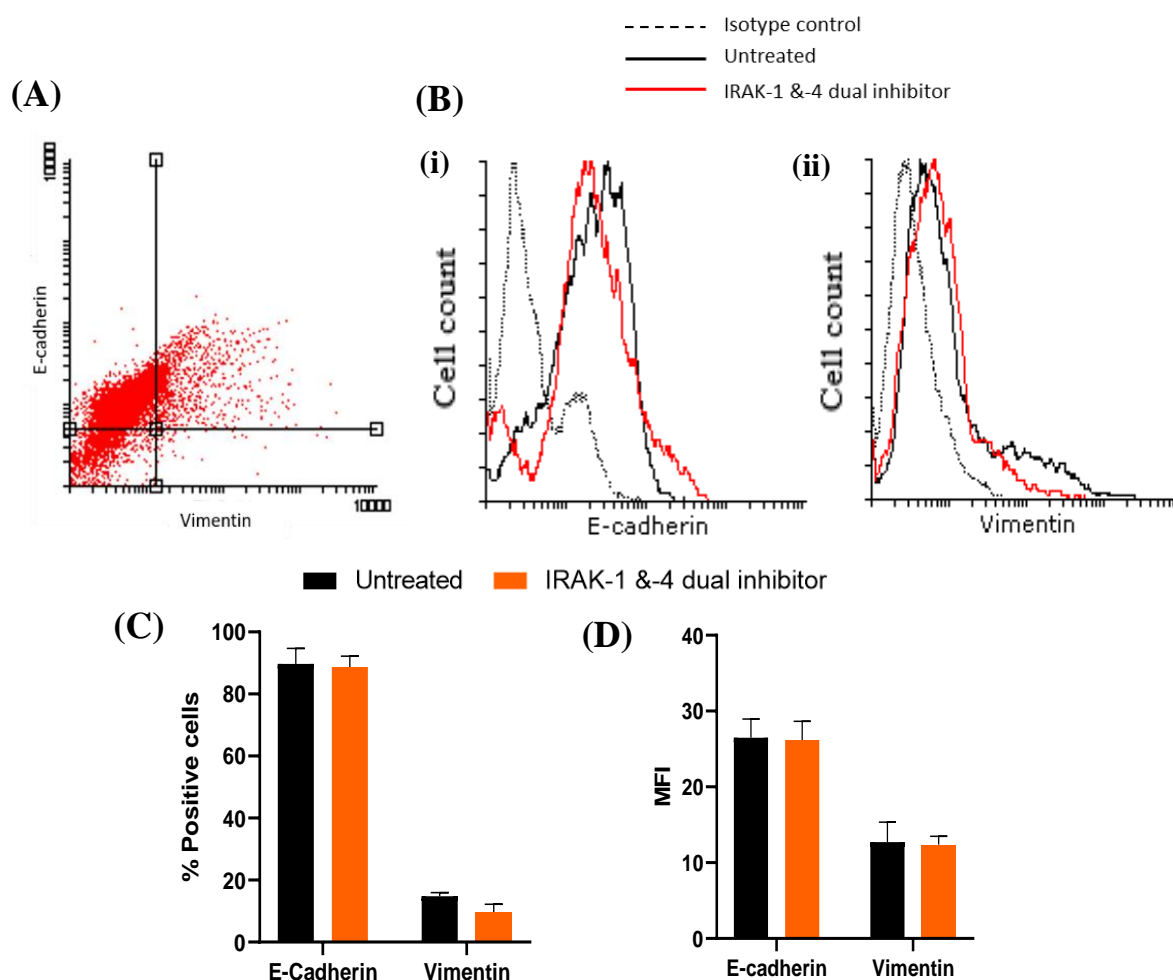 Isotype control
Untreated
IRAK-1 &-4 dual inhibitor
(A)
(B)
(i)
(ii)
E-cadherin
Vimentin
Cell count
E-cadherin
Cell count
Vimentin
Untreated
IRAK-1 &-4 dual inhibitor
(C)
100
80
60
40
20
0
% Positive cells
E-Cadherin
Vimentin
(D)
40
30
20
10
0
MFI
E-cadherin
Vimentin